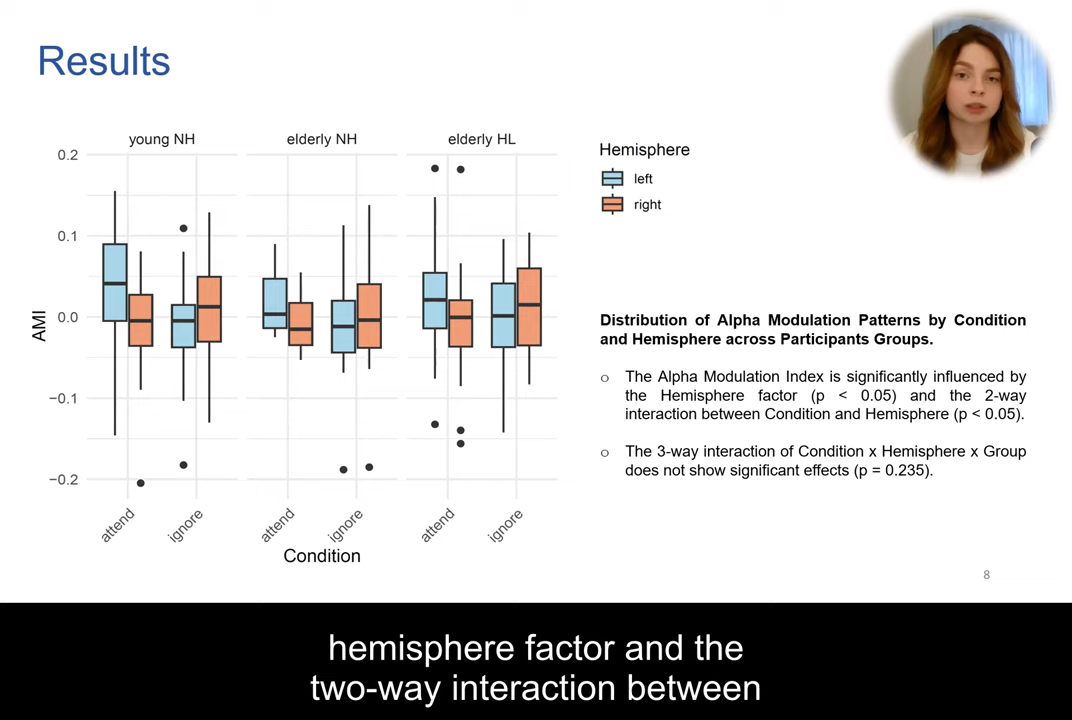 Results
young NH
elderly NH
elderly HL
AMI
0.2
0.1
0.0
−0.1
−0.2
attend
ignore
attend
ignore
attend
ignore
Condition
Hemisphere
left
right
Distribution of Alpha Modulation Patterns by Condition
and Hemisphere across Participants Groups.
The Alpha Modulation Index is significantly influenced by
the Hemisphere factor (p < 0.05) and the 2-way
interaction between Condition and Hemisphere (p < 0.05).
The 3-way interaction of Condition x Hemisphere x Group
does not show significant effects (p = 0.235).
8
hemisphere factor and the
two-way interaction between